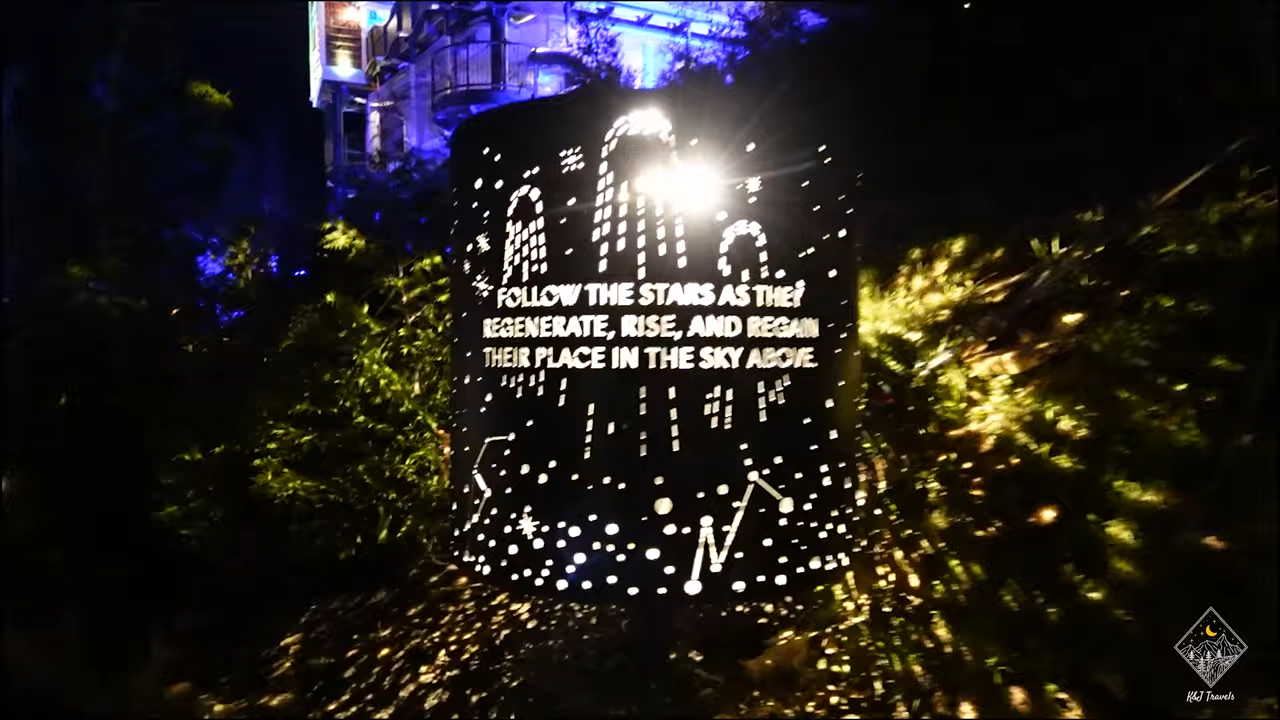 FOLLOW THE STARS AS THEY
REGENERATE, RISE, AND REGAIN
THEIR PLACE IN THE SKY ABOVE.
K&J Travels